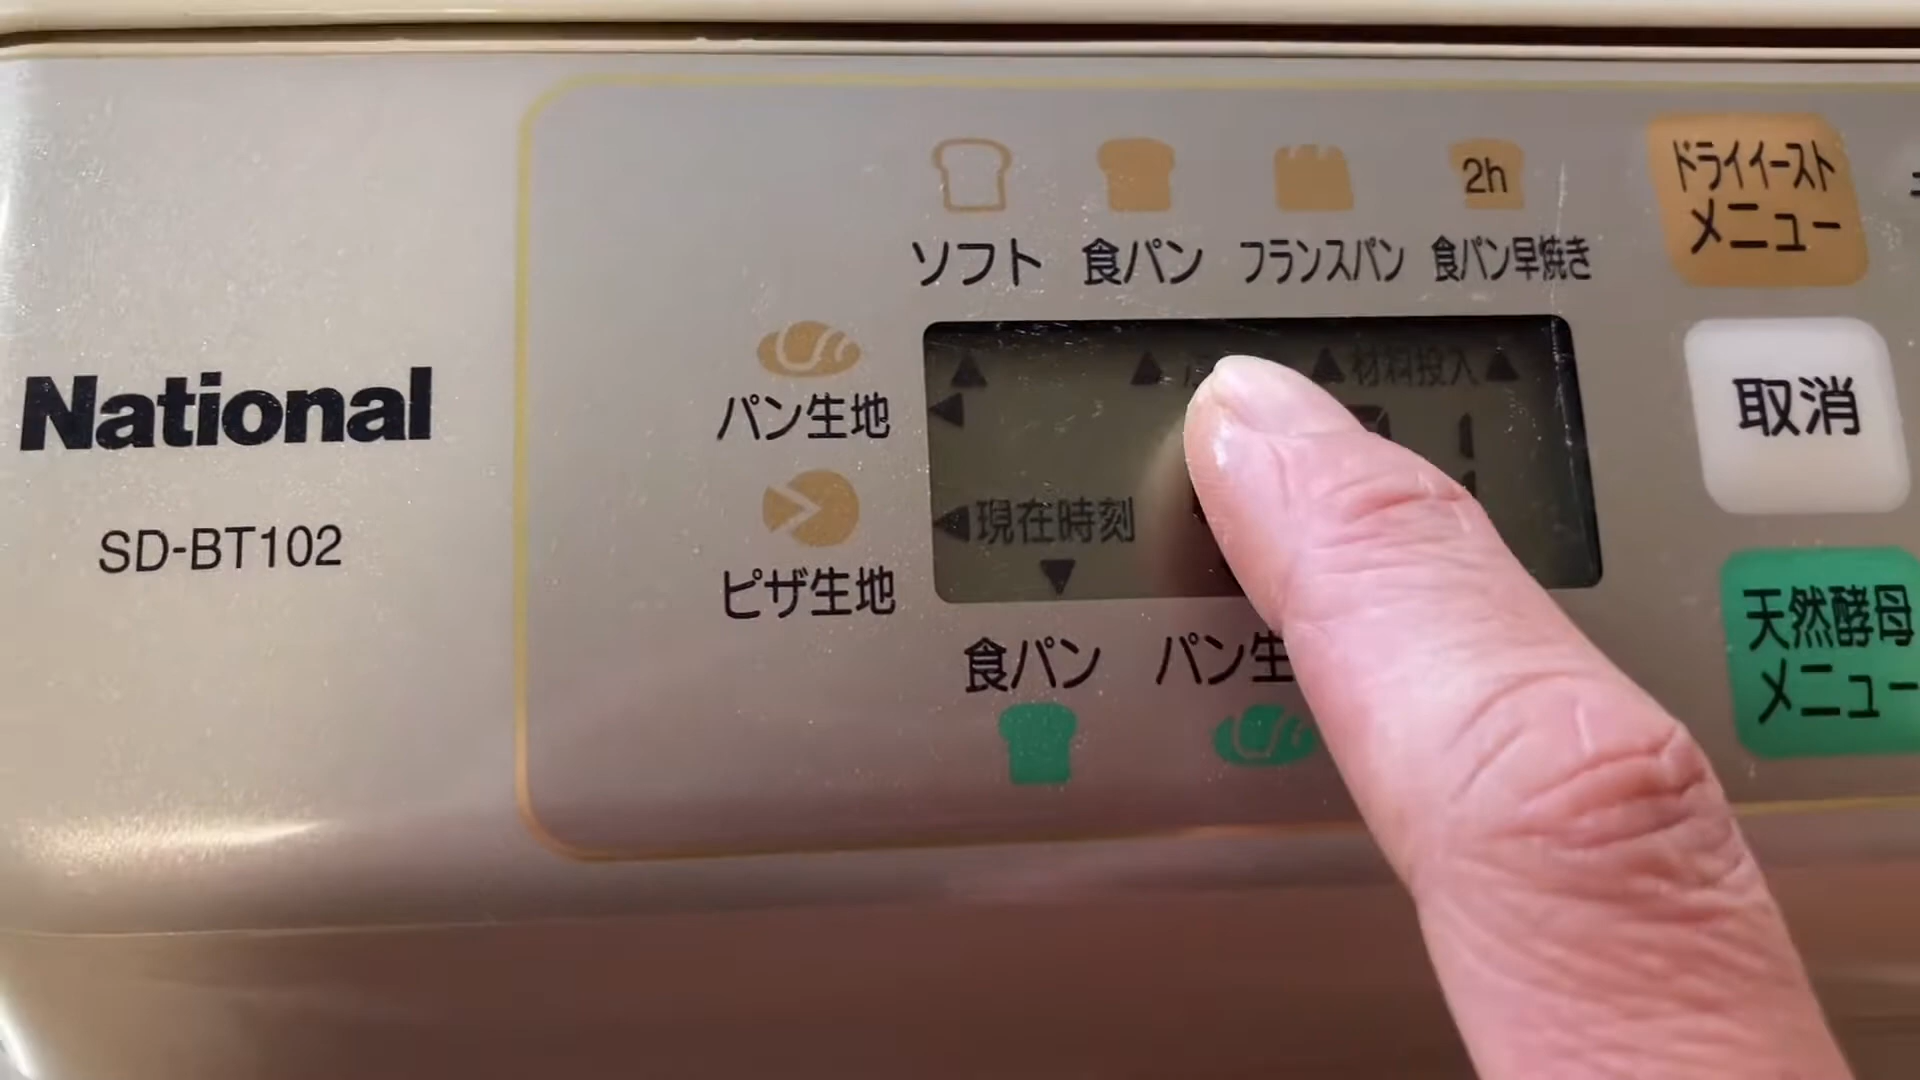 National
SD-BT102
ソフト
食パン
フランスパン
2h
食パン早焼き
パン生地
ピザ生地
材料投入
現在時刻
食パン
パン生
ドライイースト
メニュー
取消
天然酵母
メニュー